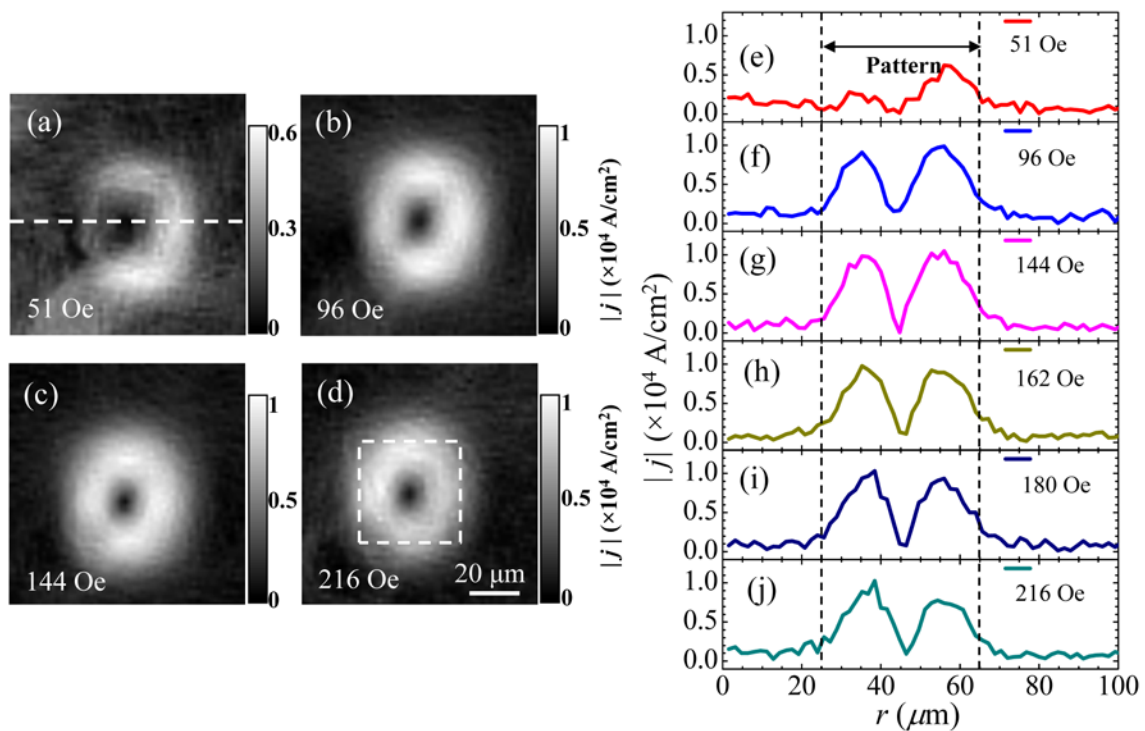 (a)
51 Oe
0.6
0.3
0
(b)
96 Oe
1
0.5
0
|j| (×10⁴ A/cm²)
(c)
144 Oe
1
0.5
0
(d)
216 Oe
20 μm
1
0.5
0
|j| (×10⁴ A/cm²)
|j| (×10⁴ A/cm²)
(e)
Pattern
51 Oe
1.0
0.5
0.0
(f)
96 Oe
1.0
0.5
0.0
(g)
144 Oe
1.0
0.5
0.0
(h)
162 Oe
1.0
0.5
0.0
(i)
180 Oe
1.0
0.5
0.0
(j)
216 Oe
1.0
0.5
0.0
0 20 40 60 80 100
r (μm)